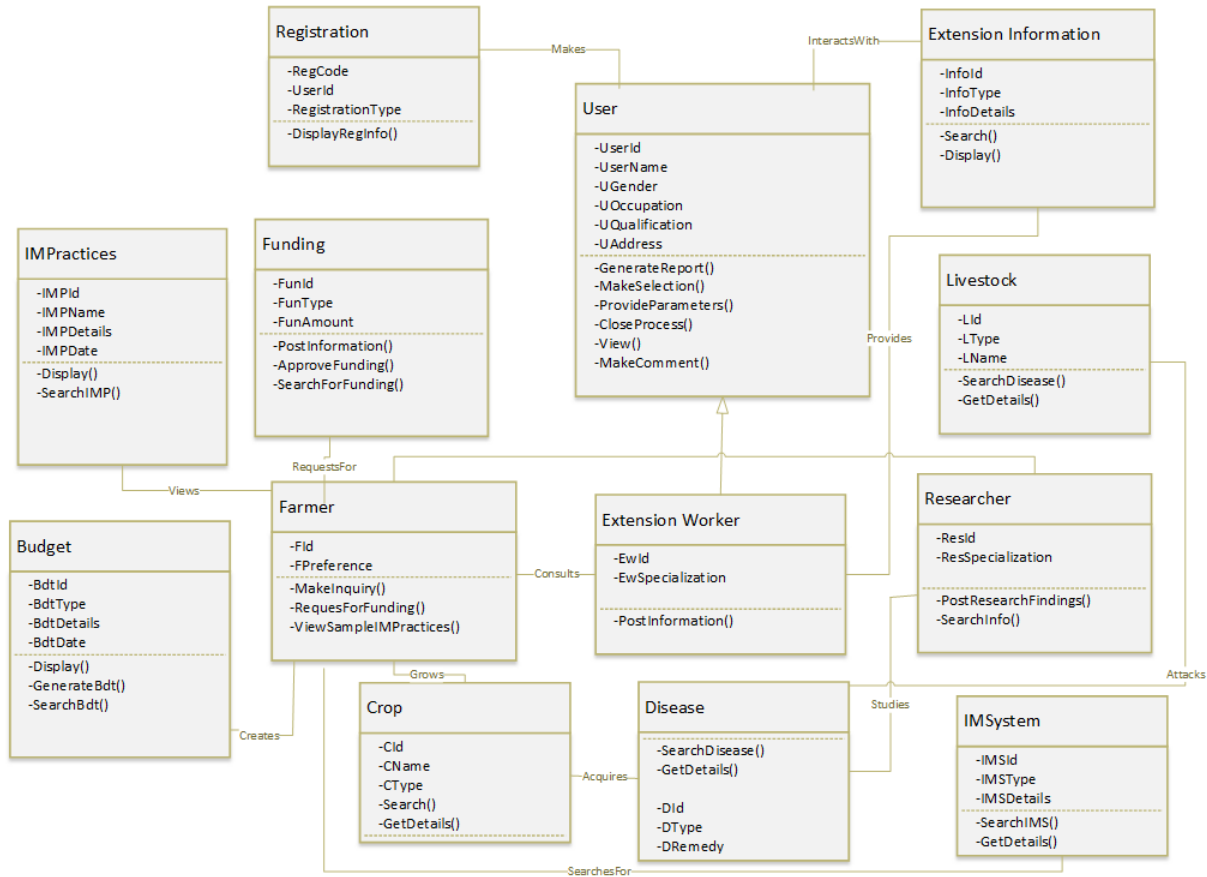 Registration
-RegCode
-UserId
-RegistrationType
-DisplayRegInfo()
Makes
InteractsWith
Extension Information
-InfoId
-InfoType
-InfoDetails
-Search()
-Display()
User
-UserId
-UserName
-UGender
-UOccupation
-UQualification
-UAddress
-GenerateReport()
-MakeSelection()
-ProvideParameters()
-CloseProcess()
-View()
-MakeComment()
IMPractices
-IMPId
-IMPName
-IMPDetails
-IMPDate
-Display()
-SearchIMP()
Funding
-FunId
-FunType
-FunAmount
-PostInformation()
-ApproveFunding()
-SearchForFunding()
Provides
Livestock
-LId
-LType
-LName
-SearchDisease()
-GetDetails()
RequestsFor
Views
Farmer
-FId
-FPreference
-MakeInquiry()
-RequesForFunding()
-ViewSampleIMPractices()
Consults
Extension Worker
-EwId
-EwSpecialization
-PostInformation()
Researcher
-ResId
-ResSpecialization
-PostResearchFindings()
-SearchInfo()
Budget
-BdtId
-BdtType
-BdtDetails
-BdtDate
-Display()
-GenerateBdt()
-SearchBdt()
Creates
Grows
Attacks
Studies
Crop
-CId
-CName
-CType
-Search()
-GetDetails()
Acquires
Disease
-SearchDisease()
-GetDetails()
-DId
-DType
-DRemedy
IMSystem
-IMSId
-IMSType
-IMSDetails
-SearchIMS()
-GetDetails()
SearchesFor